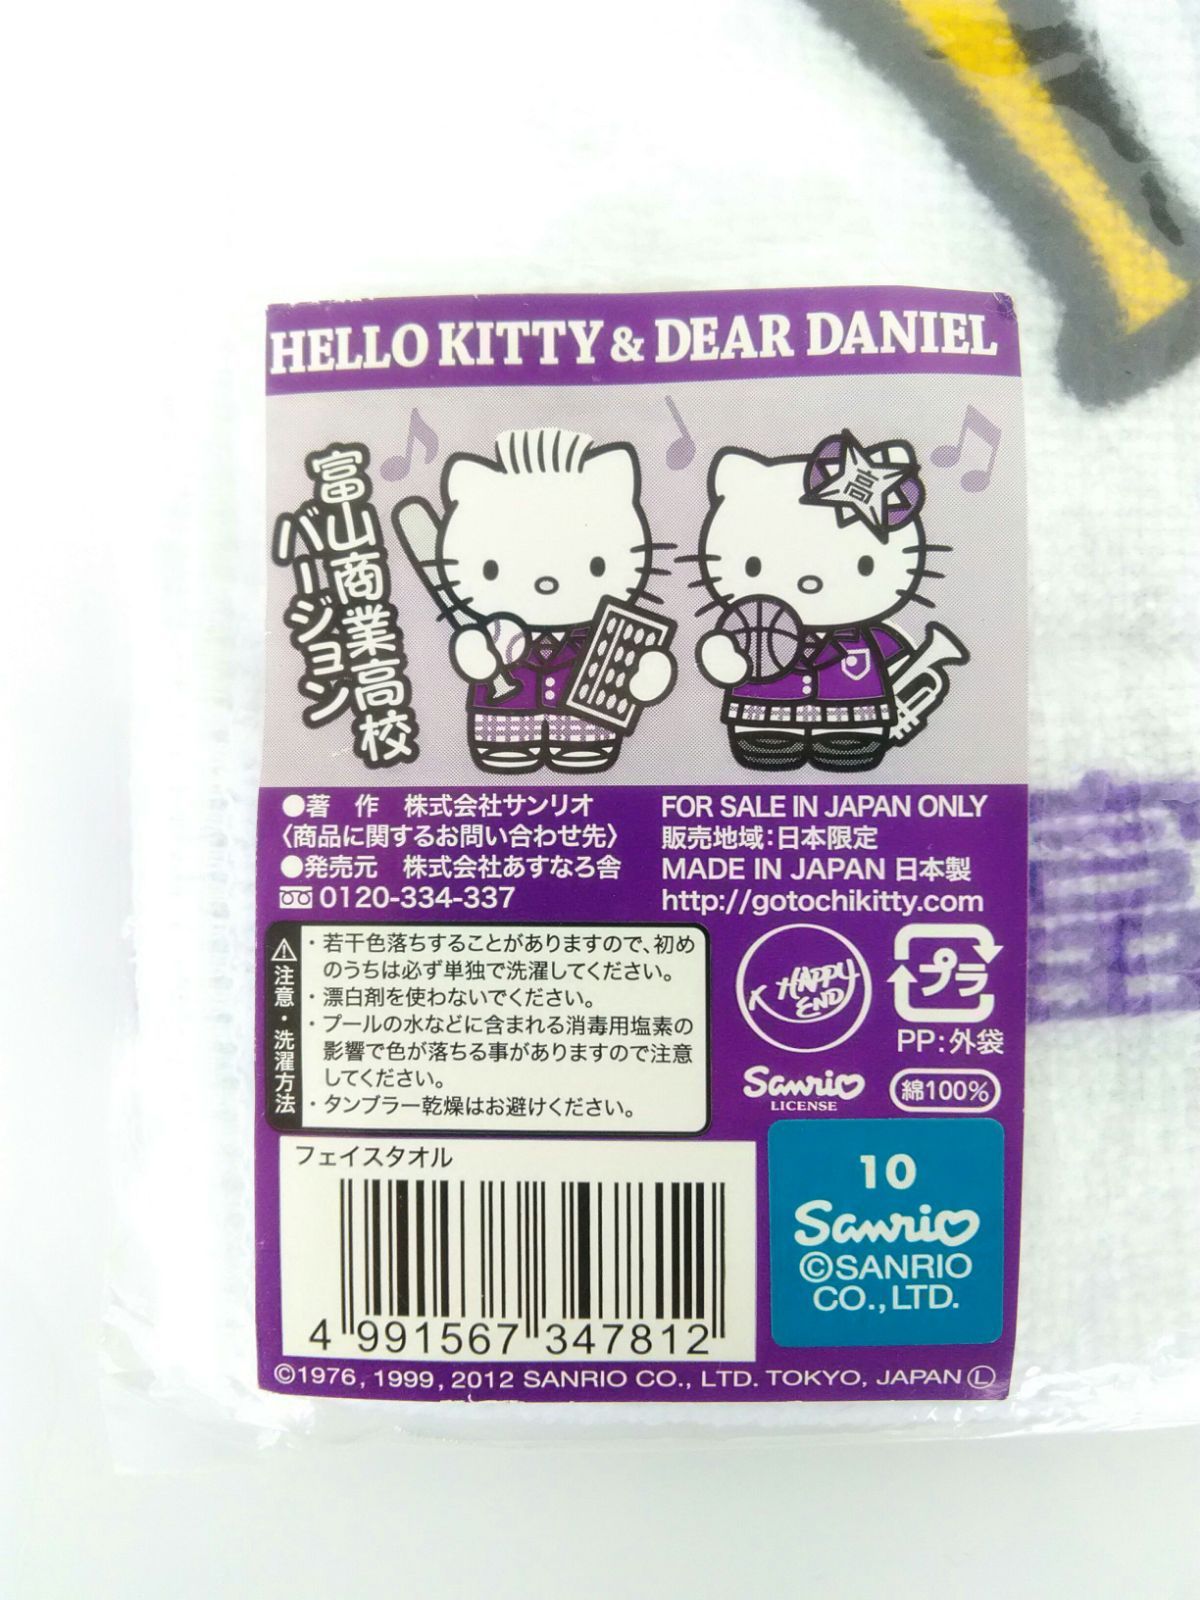 HELLO KITTY & DEAR DANIEL
富山商業高校
バージョン
高
●著　作　株式会社サンリオ
〈商品に関するお問い合わせ先〉
●発売元　株式会社あすなろ舎
0120-334-337
FOR SALE IN JAPAN ONLY
販売地域:日本限定
MADE IN JAPAN 日本製
http://gotochikitty.com
注意・洗濯方法
・若干色落ちすることがありますので、初め
のうちは必ず単独で洗濯してください。
・漂白剤を使わないでください。
・プールの水などに含まれる消毒用塩素の
影響で色が落ちる事がありますので注意
してください。
・タンブラー乾燥はお避けください。
HAPPY
END
プラ
PP:外袋
Sanrio
LICENSE
綿100%
フェイスタオル
4 991567 347812
10
Sanrio
©SANRIO
CO.,LTD.
©1976, 1999, 2012 SANRIO CO., LTD. TOKYO, JAPAN Ⓛ